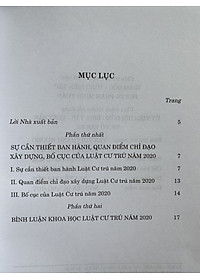 MỤC LỤC
Trang
Lời Nhà xuất bản 5
Phần thứ nhất
SỰ CẦN THIẾT BAN HÀNH, QUAN ĐIỂM CHỈ ĐẠO
XÂY DỰNG, BỐ CỤC CỦA LUẬT CƯ TRÚ NĂM 2020 7
I. Sự cần thiết ban hành Luật Cư trú năm 2020 7
II. Quan điểm chỉ đạo xây dựng Luật Cư trú năm 2020 13
III. Bố cục của Luật Cư trú năm 2020 14
Phần thứ hai
BÌNH LUẬN KHOA HỌC LUẬT CƯ TRÚ NĂM 2020 17